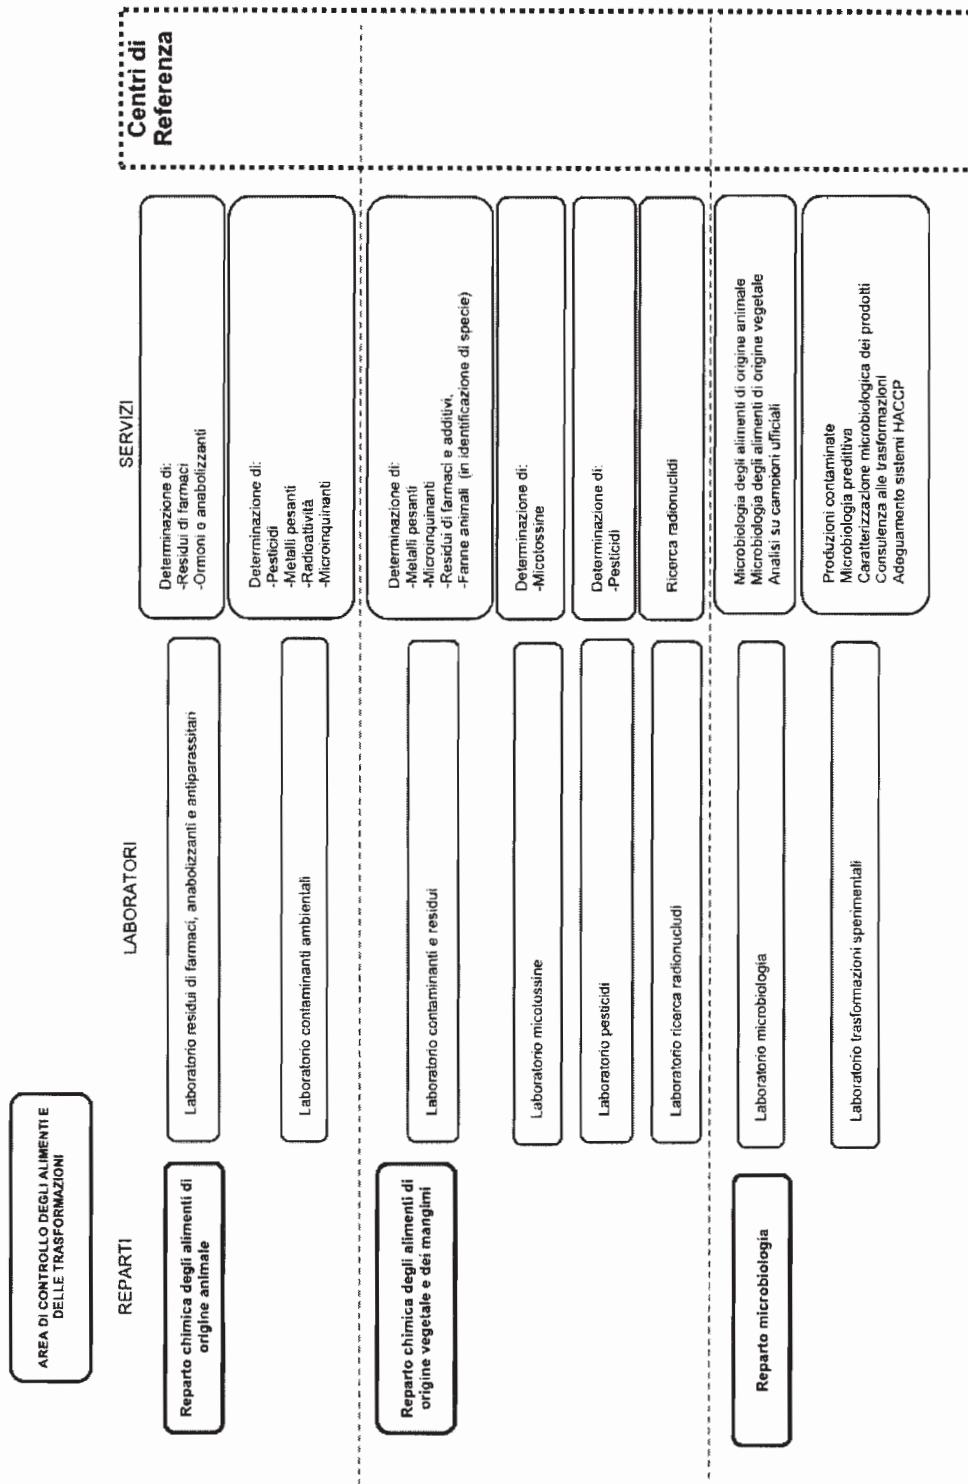 AREA DI CONTROLLO DEGLI ALIMENTI E
DELLE TRASFORMAZIONI
REPARTI
LABORATORI
SERVIZI
Centri di
Referenza
Reparto chimica degli alimenti di
origine animale
Laboratorio residui di farmaci, anabolizzanti e antiparassitari
Determinazione di:
-Residui di farmaci
-Ormoni o anabolizzanti
Laboratorio contaminanti ambientali
Determinazione di:
-Pesticidi
-Metalli pesanti
-Radioattività
-Microinquinanti
Reparto chimica degli alimenti di
origine vegetale e dei mangimi
Laboratorio contaminanti e residui
Determinazione di:
-Metalli pesanti
-Microinquinanti
-Residui di farmaci e additivi,
-Farine animali (in identificazione di specie)
Laboratorio micotossine
Determinazione di:
-Micotossine
Laboratorio pesticidi
Determinazione di:
-Pesticidi
Laboratorio ricerca radionucludi
Ricerca radionuclidi
Reparto microbiologia
Laboratorio microbiologia
Microbiologia degli alimenti di origine animale
Microbiologia degli alimenti di origine vegetale
Analisi su campioni ufficiali
Laboratorio trasformazioni sperimentali
Produzioni contaminate
Microbiologia predittiva
Caratterizzazione microbiologica dei prodotti
Consulenza alle trasformazioni
Adeguamento sistemi HACCP